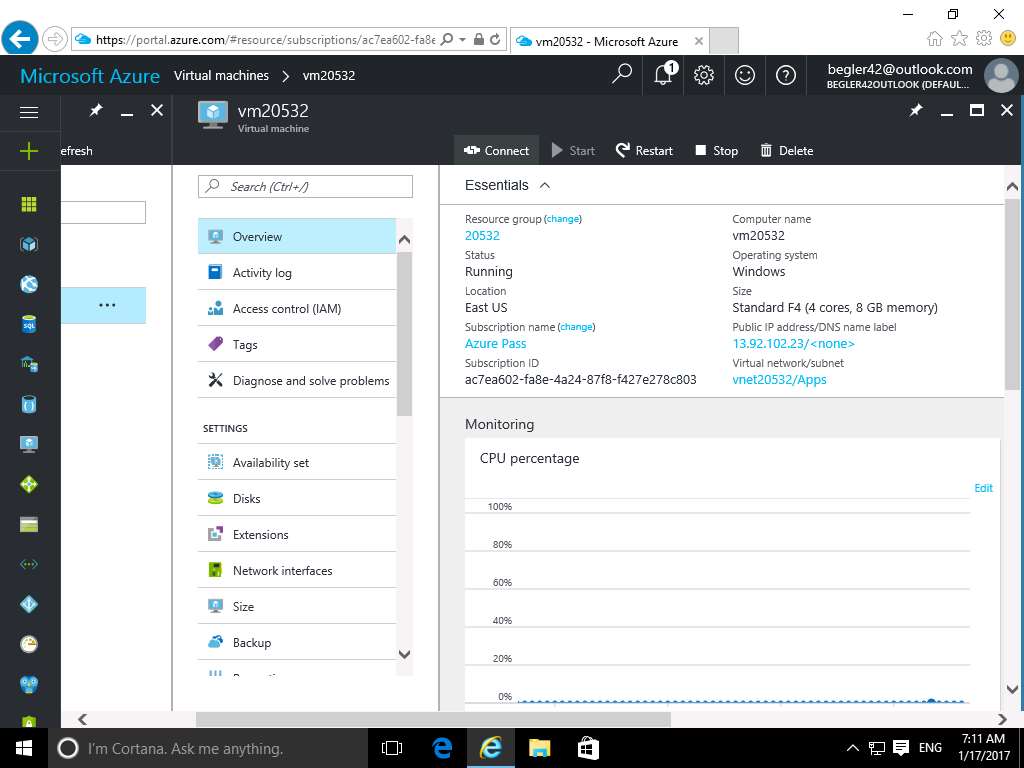 https://portal.azure.com/#resource/subscriptions/ac7ea602-fa8e
vm20532 - Microsoft Azure
Microsoft Azure Virtual machines > vm20532
1
begler42@outlook.com
BEGLER42OUTLOOK (DEFAUL...
vm20532
Virtual machine
efresh
Connect Start Restart Stop Delete
Search (Ctrl+/)
Overview
Activity log
Access control (IAM)
Tags
Diagnose and solve problems
SETTINGS
Availability set
Disks
Extensions
Network interfaces
Size
Backup
Essentials
Resource group (change)
20532
Status
Running
Location
East US
Subscription name (change)
Azure Pass
Subscription ID
ac7ea602-fa8e-4a24-87f8-f427e278c803
Computer name
vm20532
Operating system
Windows
Size
Standard F4 (4 cores, 8 GB memory)
Public IP address/DNS name label
13.92.102.23/<none>
Virtual network/subnet
vnet20532/Apps
Monitoring
CPU percentage
Edit
100%
80%
60%
40%
20%
0%
SQL
I'm Cortana. Ask me anything.
ENG
7:11 AM
1/17/2017